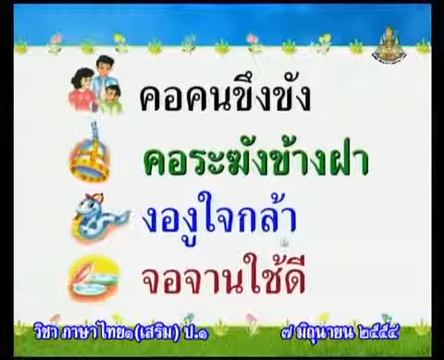 คอคนขึงขัง
คอระฆังข้างฝา
งองูใจกล้า
จอจานใช้ดี
วิชา ภาษาไทย๑(เสริม) ป.๑
๗ มิถุนายน ๒๕๕๔